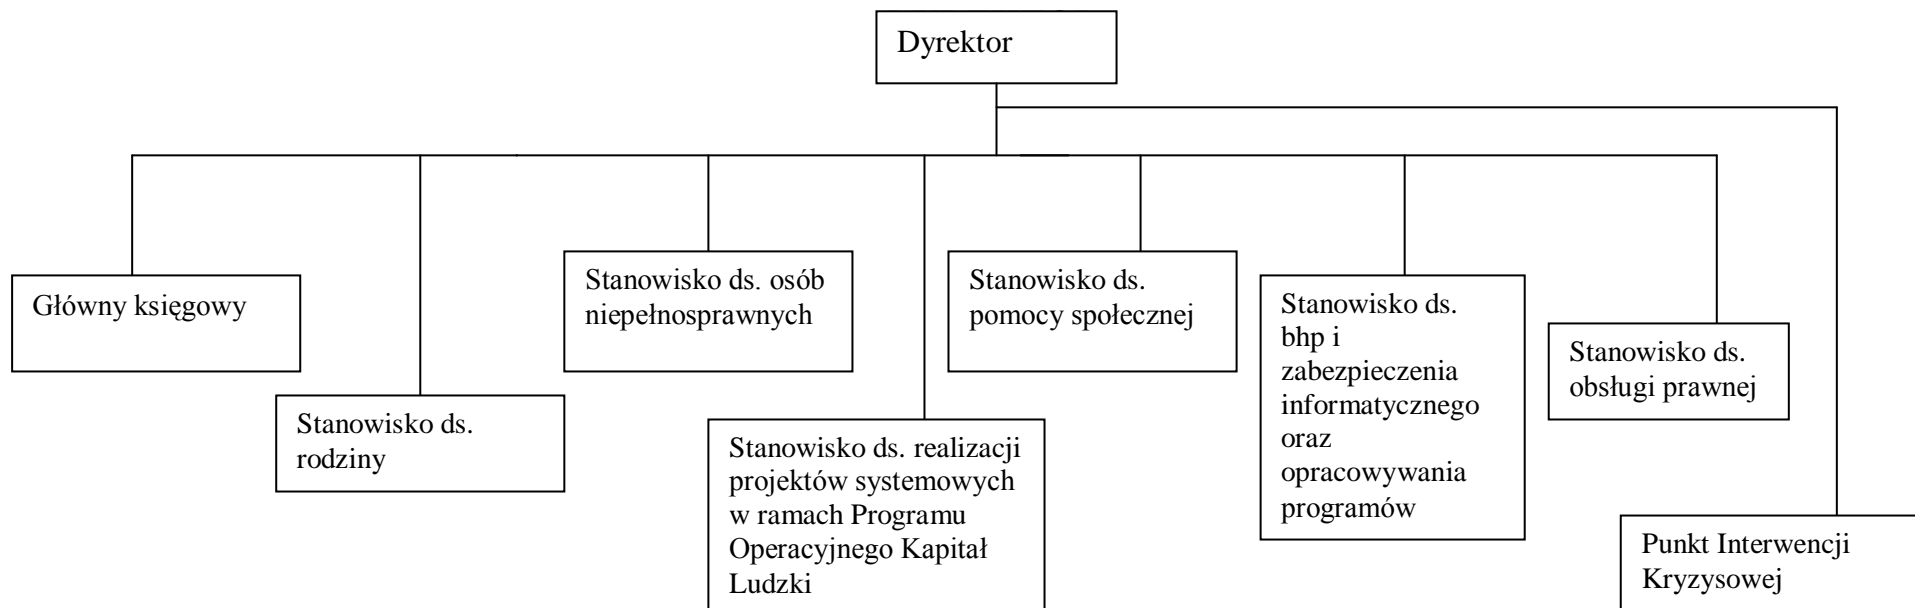 Dyrektor
Główny księgowy
Stanowisko ds.
rodziny
Stanowisko ds. osób
niepełnosprawnych
Stanowisko ds. realizacji
projektów systemowych
w ramach Programu
Operacyjnego Kapitał
Ludzki
Stanowisko ds.
pomocy społecznej
Stanowisko ds.
bhp i
zabezpieczenia
informatycznego
oraz
opracowywania
programów
Stanowisko ds.
obsługi prawnej
Punkt Interwencji
Kryzysowej